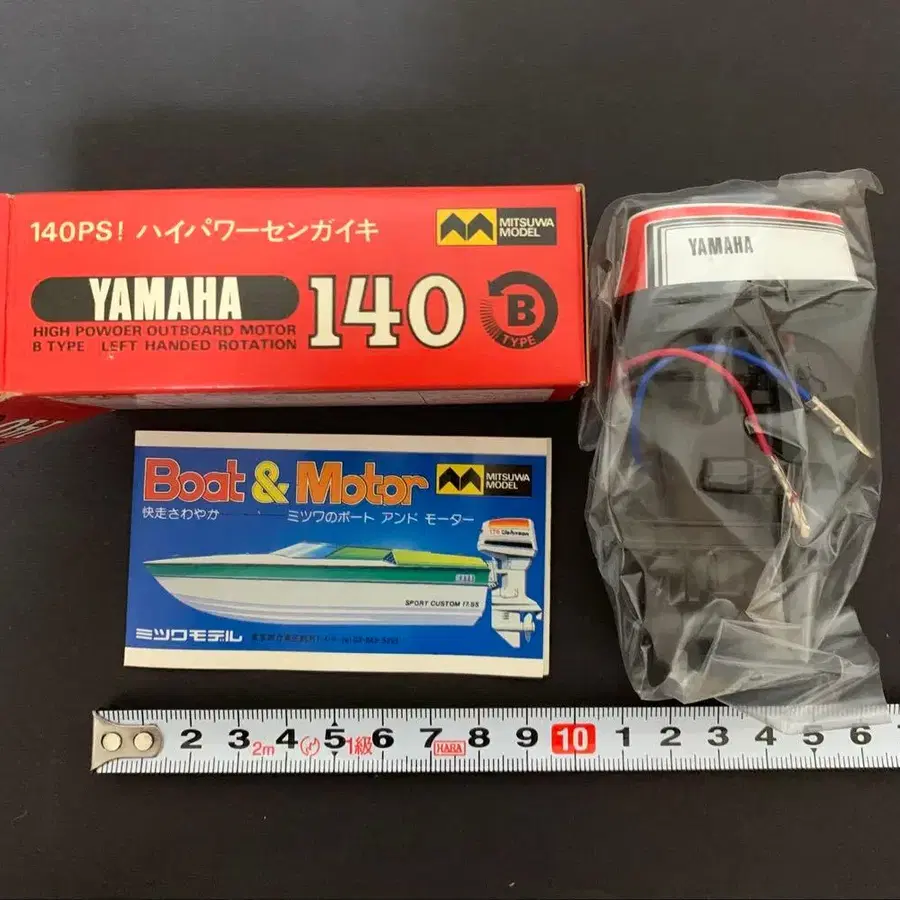 140PS! ハイパワーセンガイキ
MITSUWA
MODEL
YAMAHA
140
B
TYPE
HIGH POWOER OUTBOARD MOTOR
B TYPE LEFT HANDED ROTATION
YAMAHA
Boat & Motor
MITSUWA
MODEL
快走さわやか
ミツワのボート アンド モーター
Johnson
SPORT CUSTOM 17.SS
ミツワモデル
2 3 2m 4 5 1級 6 7 HARA 8 9 10 1 2 3 4 5 6